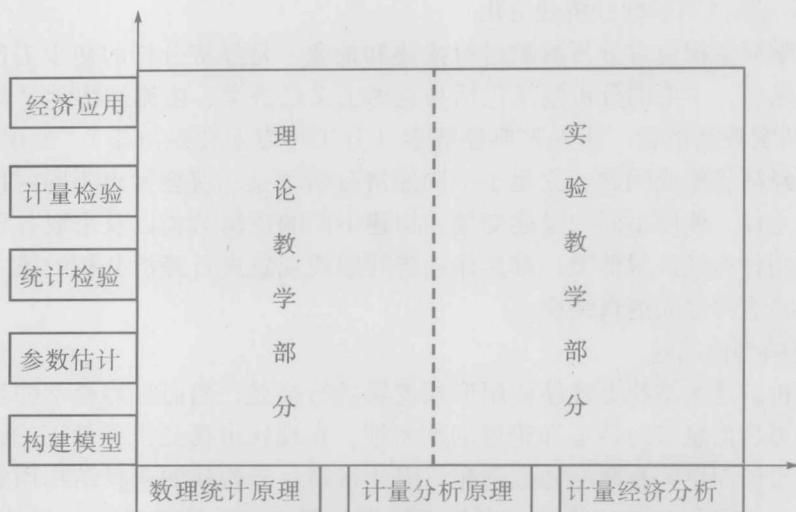 经济应用
计量检验
统计检验
参数估计
构建模型
理论教学部分
实验教学部分
数理统计原理
计量分析原理
计量经济分析